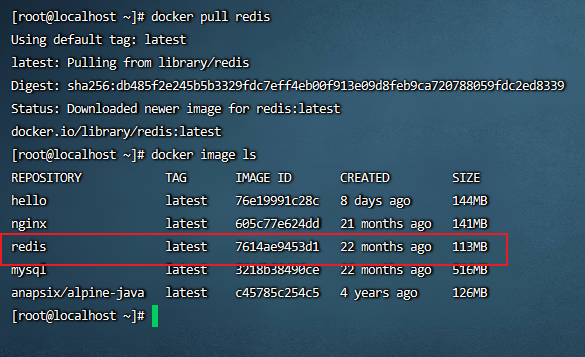 [root@localhost ~]# docker pull redis
Using default tag: latest
latest: Pulling from library/redis
Digest: sha256:db485f2e245b5b3329fdc7eff4eb00f913e09d8feb9ca720788059fdc2ed8339
Status: Downloaded newer image for redis:latest
docker.io/library/redis:latest
[root@localhost ~]# docker image ls
REPOSITORY TAG IMAGE ID CREATED SIZE
hello latest 76e19991c28c 8 days ago 144MB
nginx latest 605c77e624dd 21 months ago 141MB
redis latest 7614ae9453d1 22 months ago 113MB
mysql latest 3218b38490ce 22 months ago 516MB
anapsix/alpine-java latest c45785c254c5 4 years ago 126MB
[root@localhost ~]#